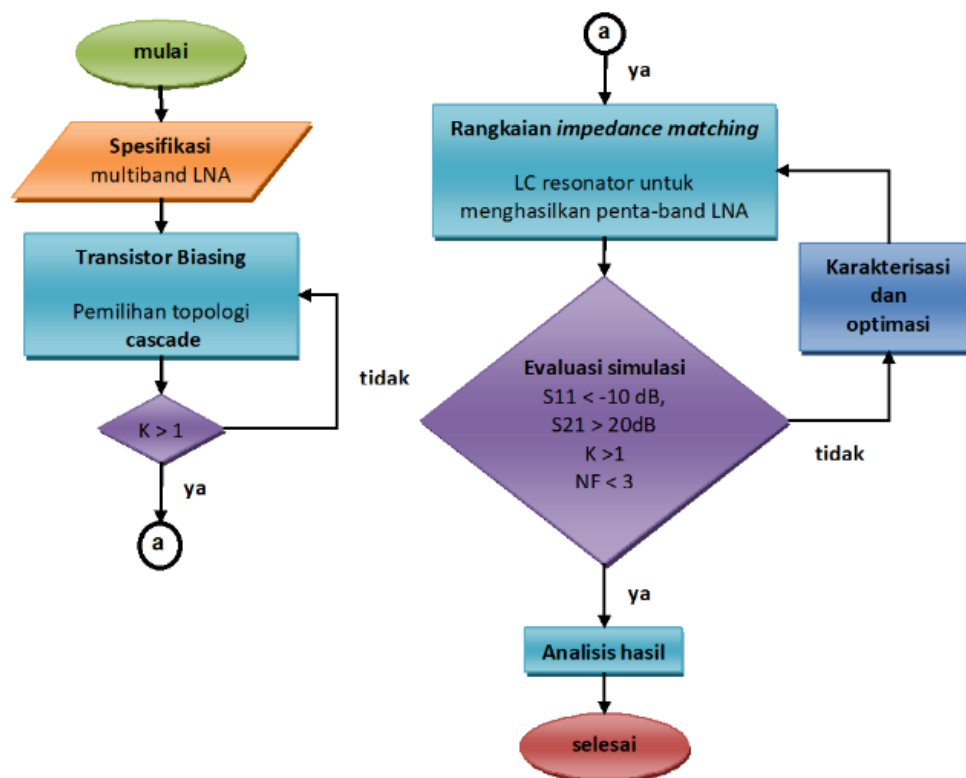 mulai
Spesifikasi
multiband LNA
Transistor Biasing
Pemilihan topologi
cascade
tidak
K > 1
ya
a
a
ya
Rangkaian impedance matching
LC resonator untuk
menghasilkan penta-band LNA
Karakterisasi
dan
optimasi
Evaluasi simulasi
S11 < -10 dB,
S21 > 20dB
K >1
NF < 3
tidak
ya
Analisis hasil
selesai